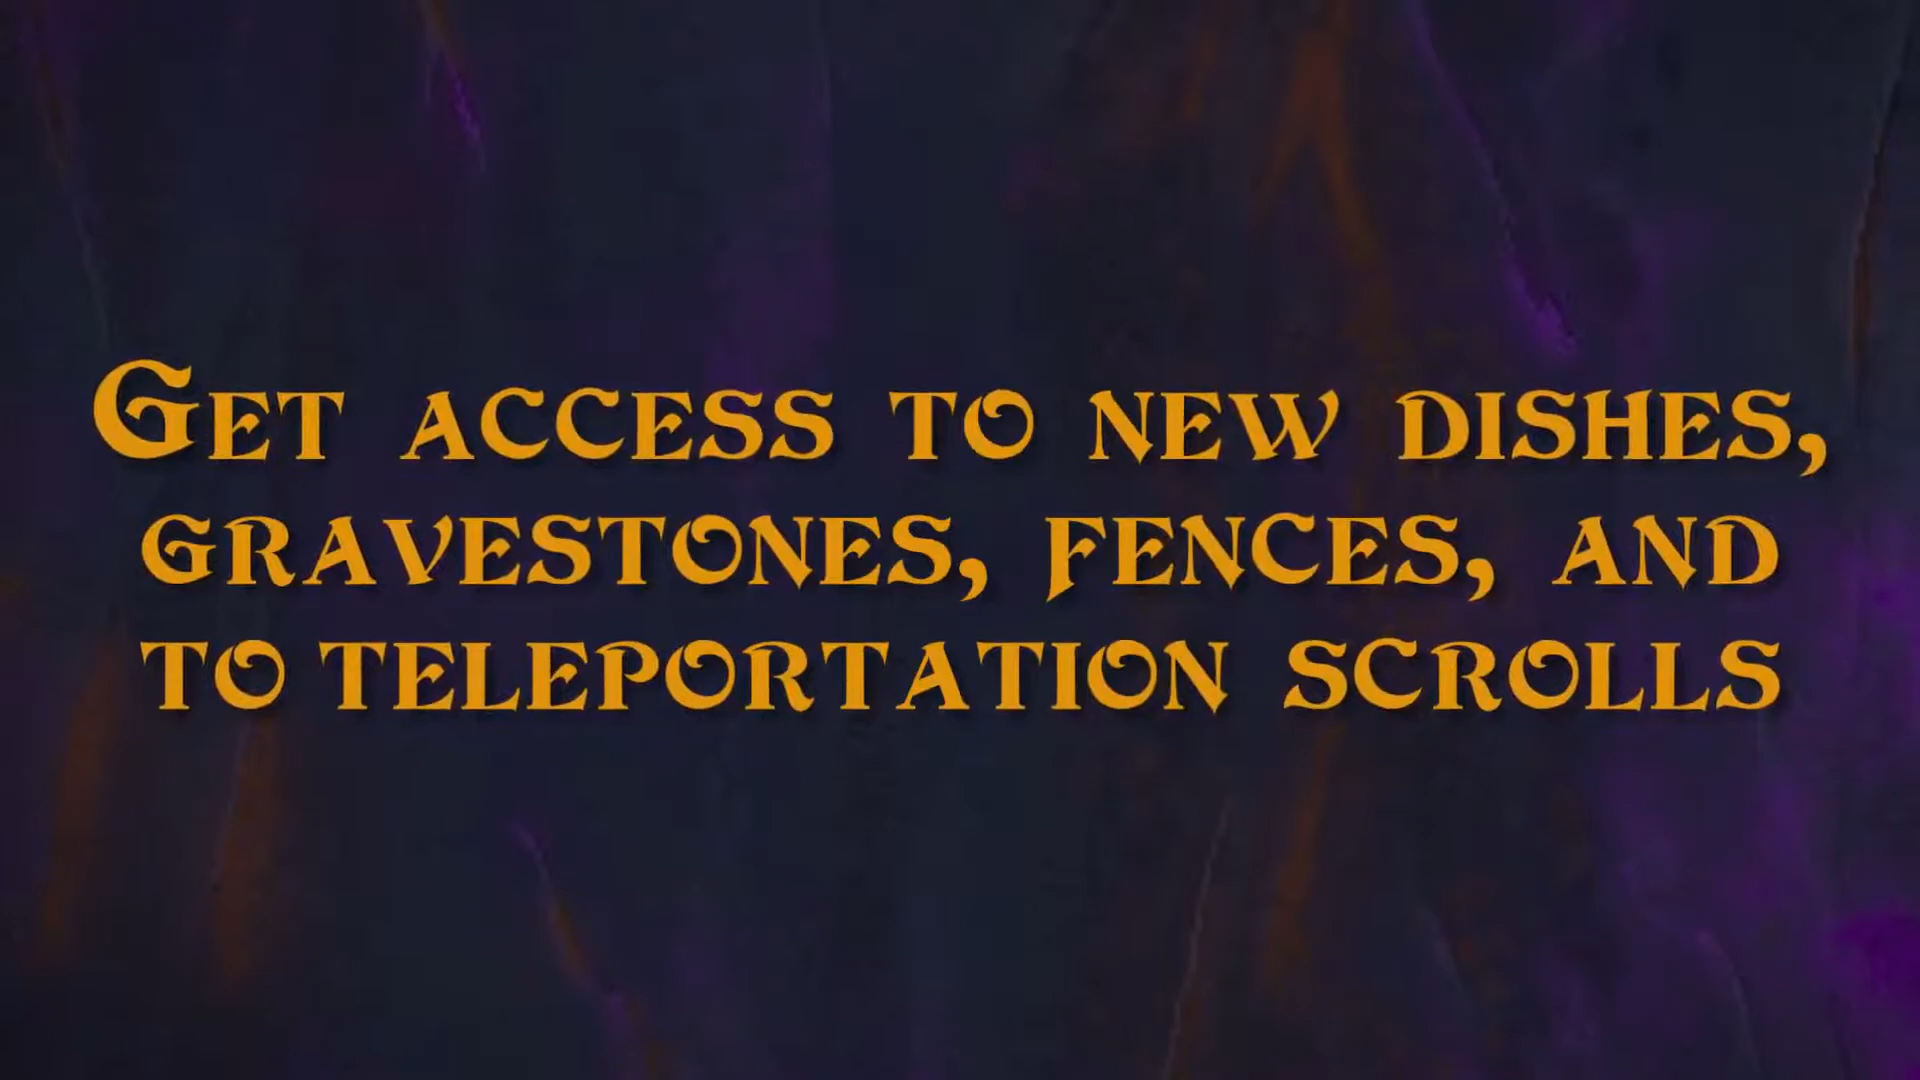 Get access to new dishes,
gravestones, fences, and
to teleportation scrolls